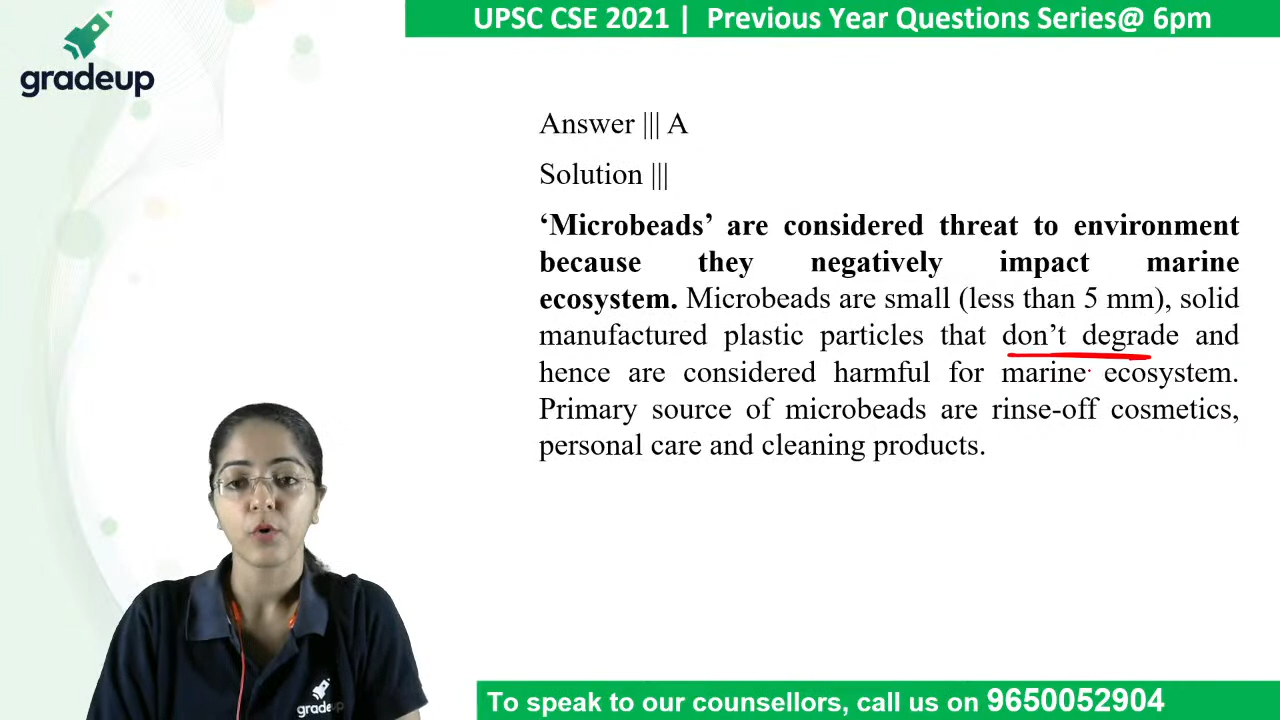 UPSC CSE 2021 | Previous Year Questions Series@ 6pm
gradeup
Answer ||| A
Solution |||
‘Microbeads’ are considered threat to environment
because they negatively impact marine
ecosystem. Microbeads are small (less than 5 mm), solid
manufactured plastic particles that don’t degrade and
hence are considered harmful for marine ecosystem.
Primary source of microbeads are rinse-off cosmetics,
personal care and cleaning products.
gradeup
To speak to our counsellors, call us on 9650052904